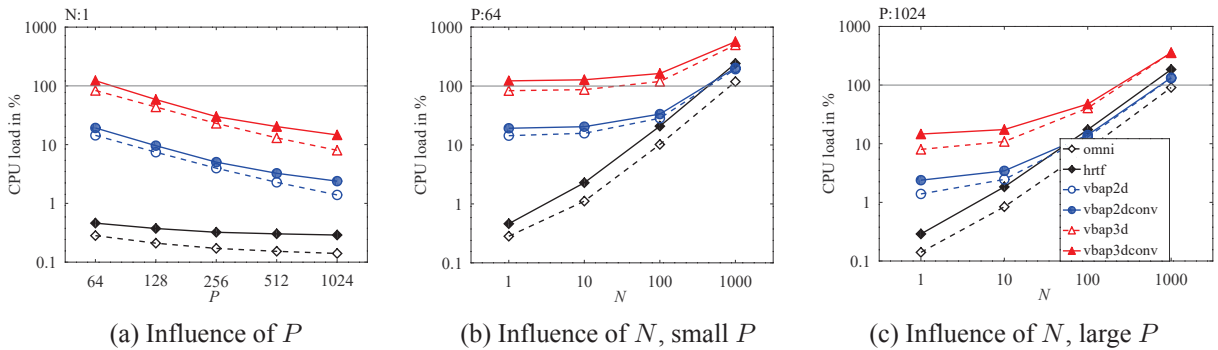 N:1
1000
100
10
1
0.1
CPU load in %
64 128 256 512 1024
P
(a) Influence of P
P:64
1000
100
10
1
0.1
CPU load in %
1 10 100 1000
N
(b) Influence of N, small P
P:1024
1000
100
10
1
0.1
CPU load in %
1 10 100 1000
N
omni
hrtf
vbap2d
vbap2dconv
vbap3d
vbap3dconv
(c) Influence of N, large P